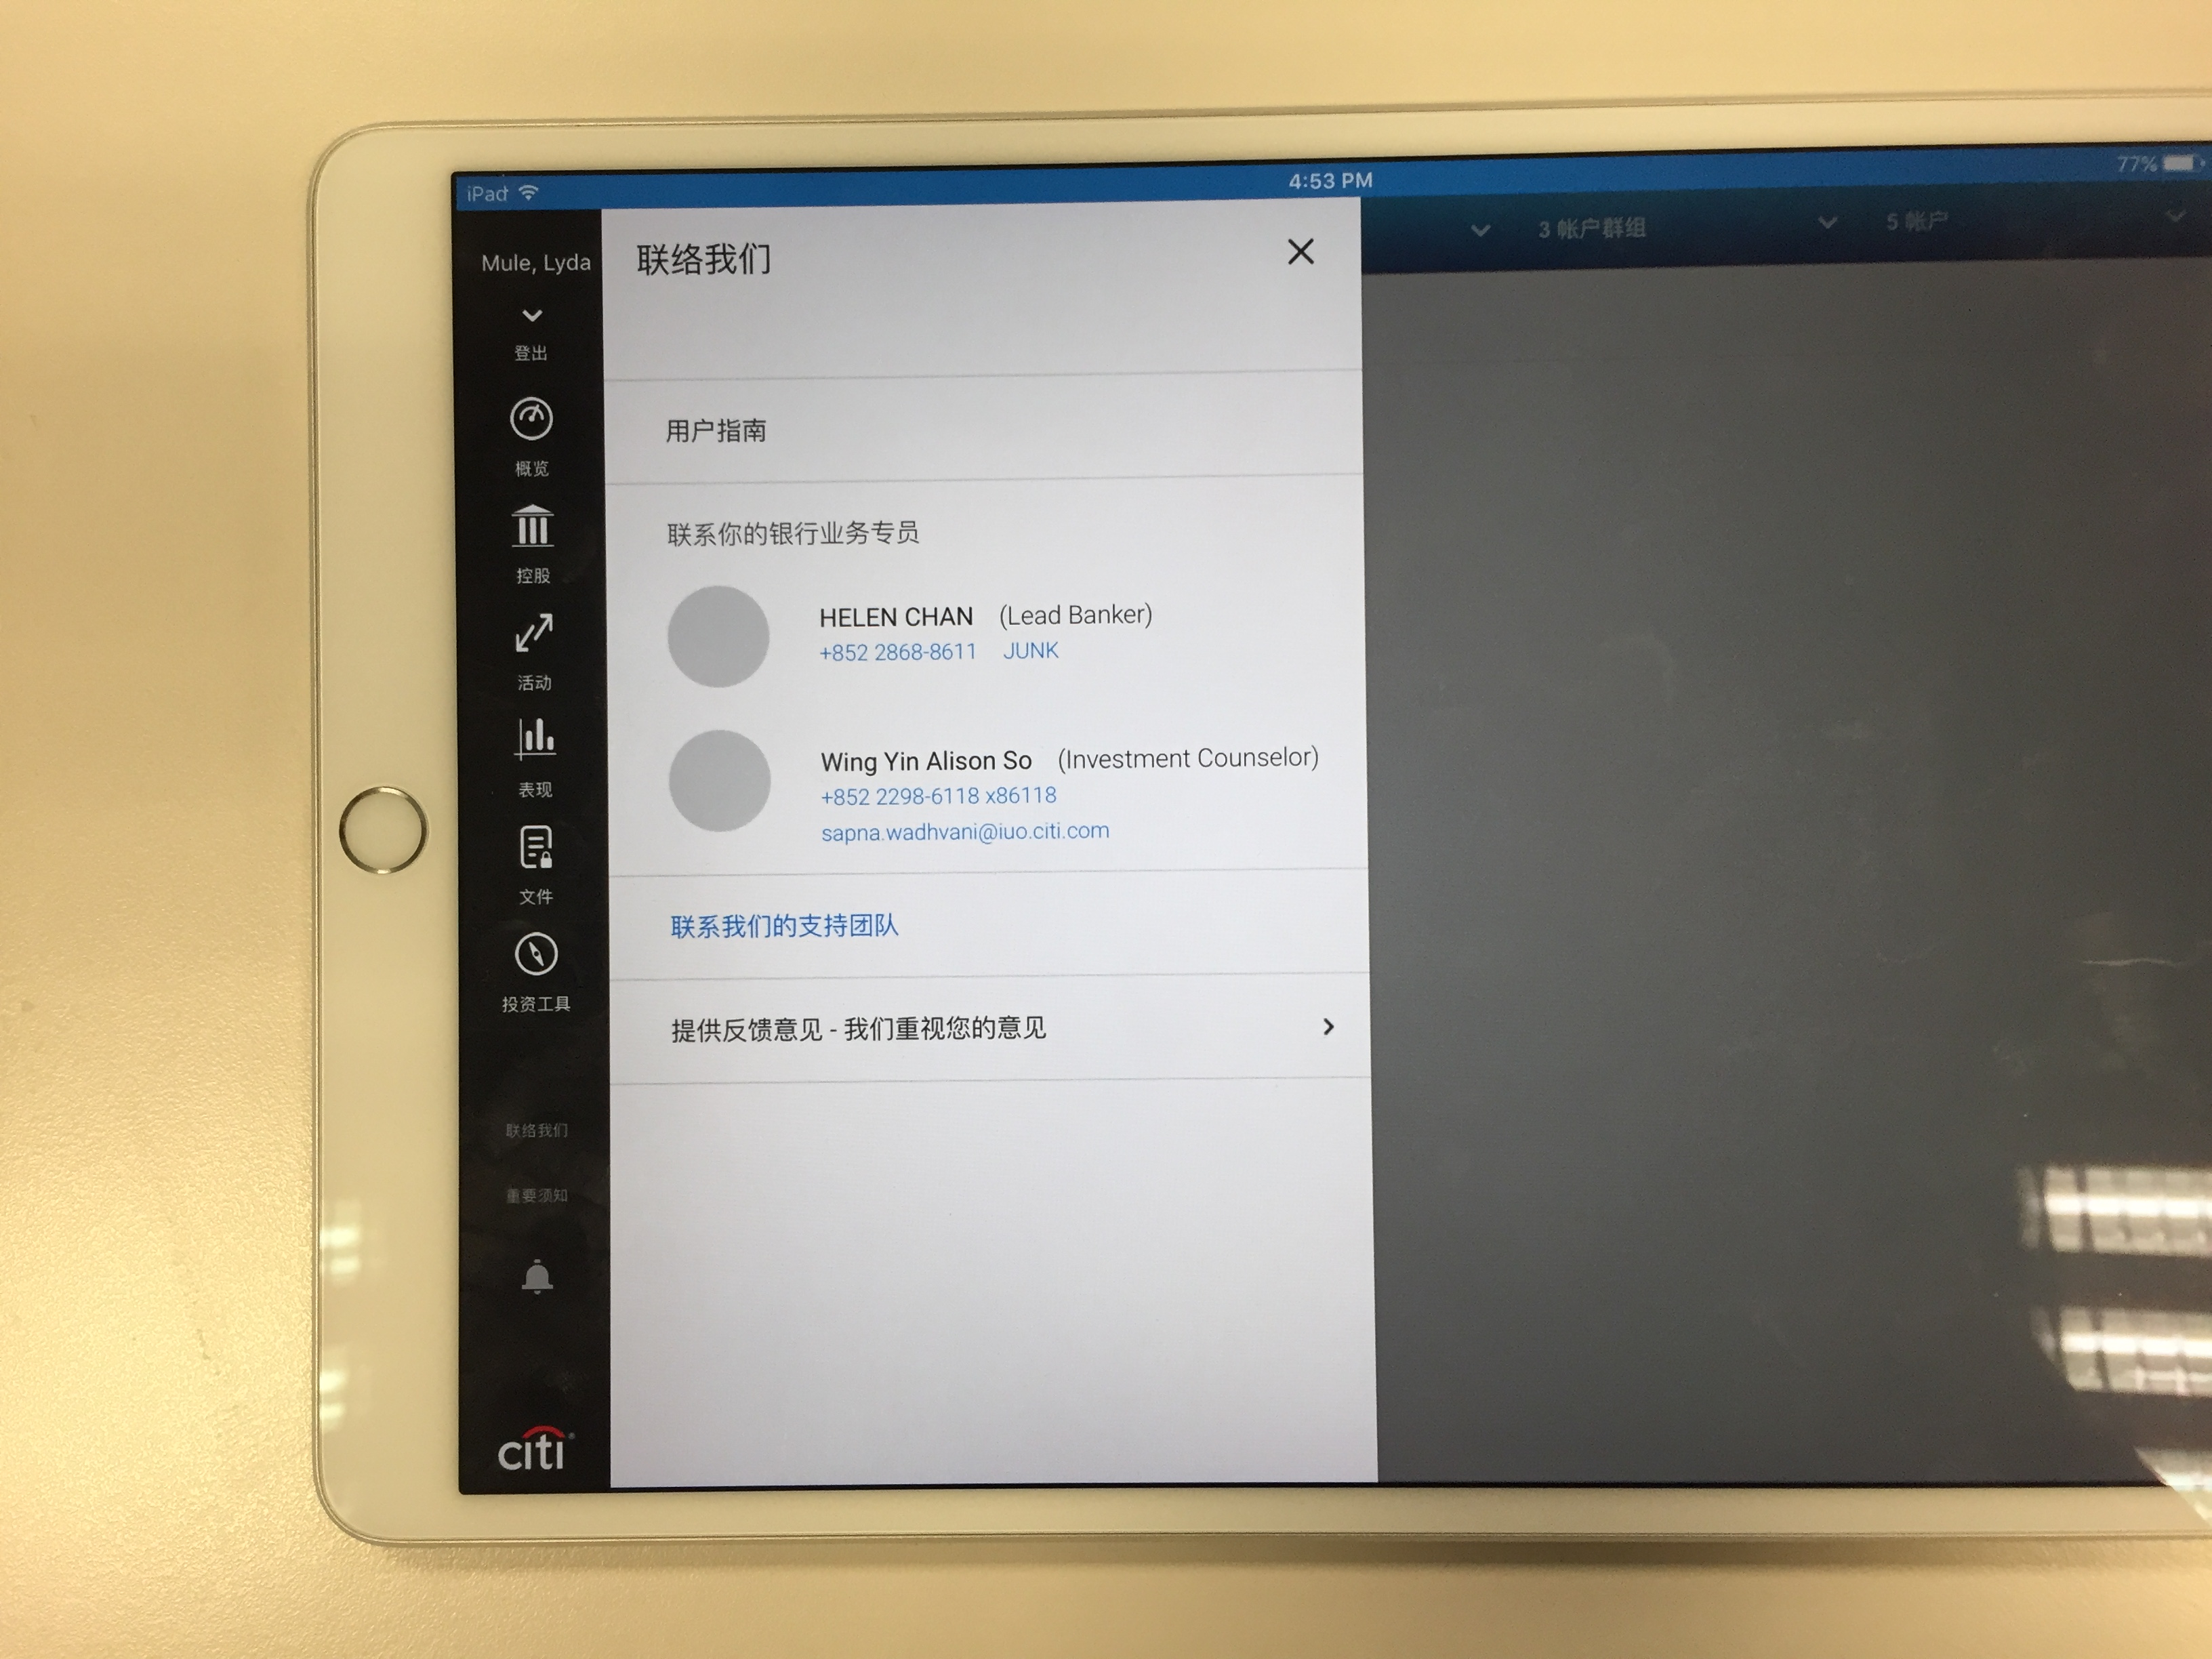 iPad
4:53 PM
77%
Mule, Lyda
登出
概览
控股
活动
表现
文件
投资工具
联络我们
重要须知
citi
联络我们
用户指南
联系你的银行业务专员
HELEN CHAN (Lead Banker)
+852 2868-8611 JUNK
Wing Yin Alison So (Investment Counselor)
+852 2298-6118 x86118
sapna.wadhvani@iuo.citi.com
联系我们的支持团队
提供反馈意见 - 我们重视您的意见
3 帐户群组
5 帐户